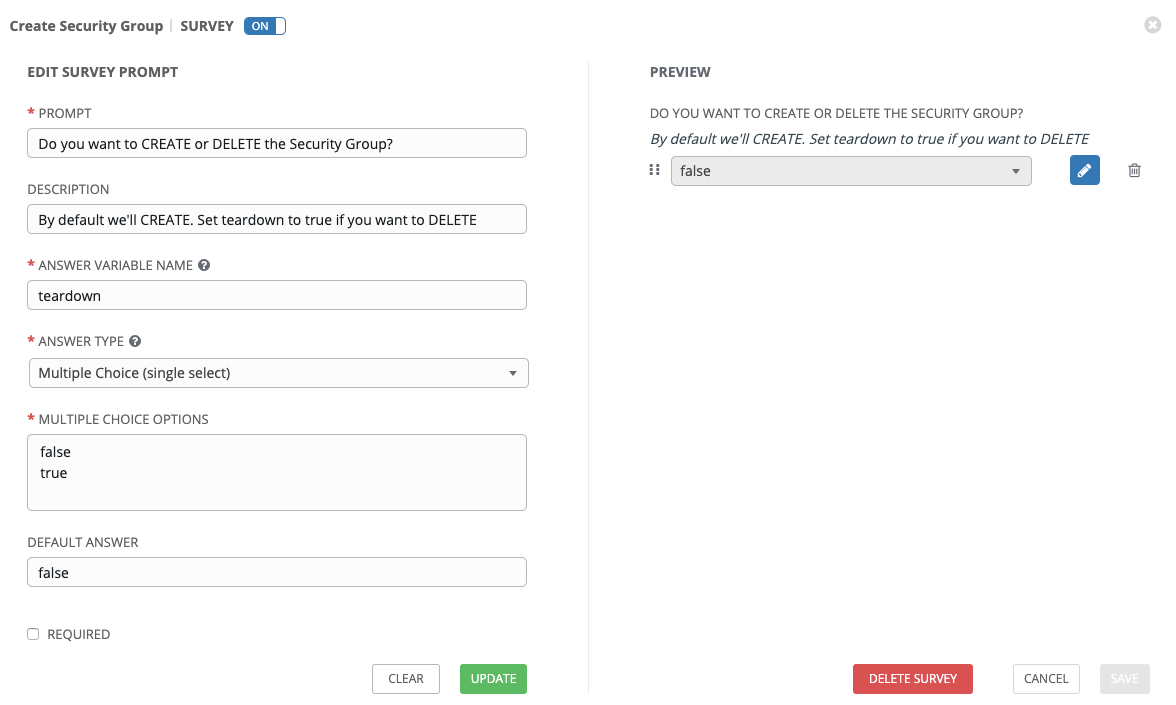 Create Security Group | SURVEY ON
EDIT SURVEY PROMPT
* PROMPT
Do you want to CREATE or DELETE the Security Group?
DESCRIPTION
By default we'll CREATE. Set teardown to true if you want to DELETE
* ANSWER VARIABLE NAME ?
teardown
* ANSWER TYPE ?
Multiple Choice (single select)
* MULTIPLE CHOICE OPTIONS
false
true
DEFAULT ANSWER
false
REQUIRED
CLEAR UPDATE
PREVIEW
DO YOU WANT TO CREATE OR DELETE THE SECURITY GROUP?
By default we'll CREATE. Set teardown to true if you want to DELETE
false
DELETE SURVEY CANCEL SAVE